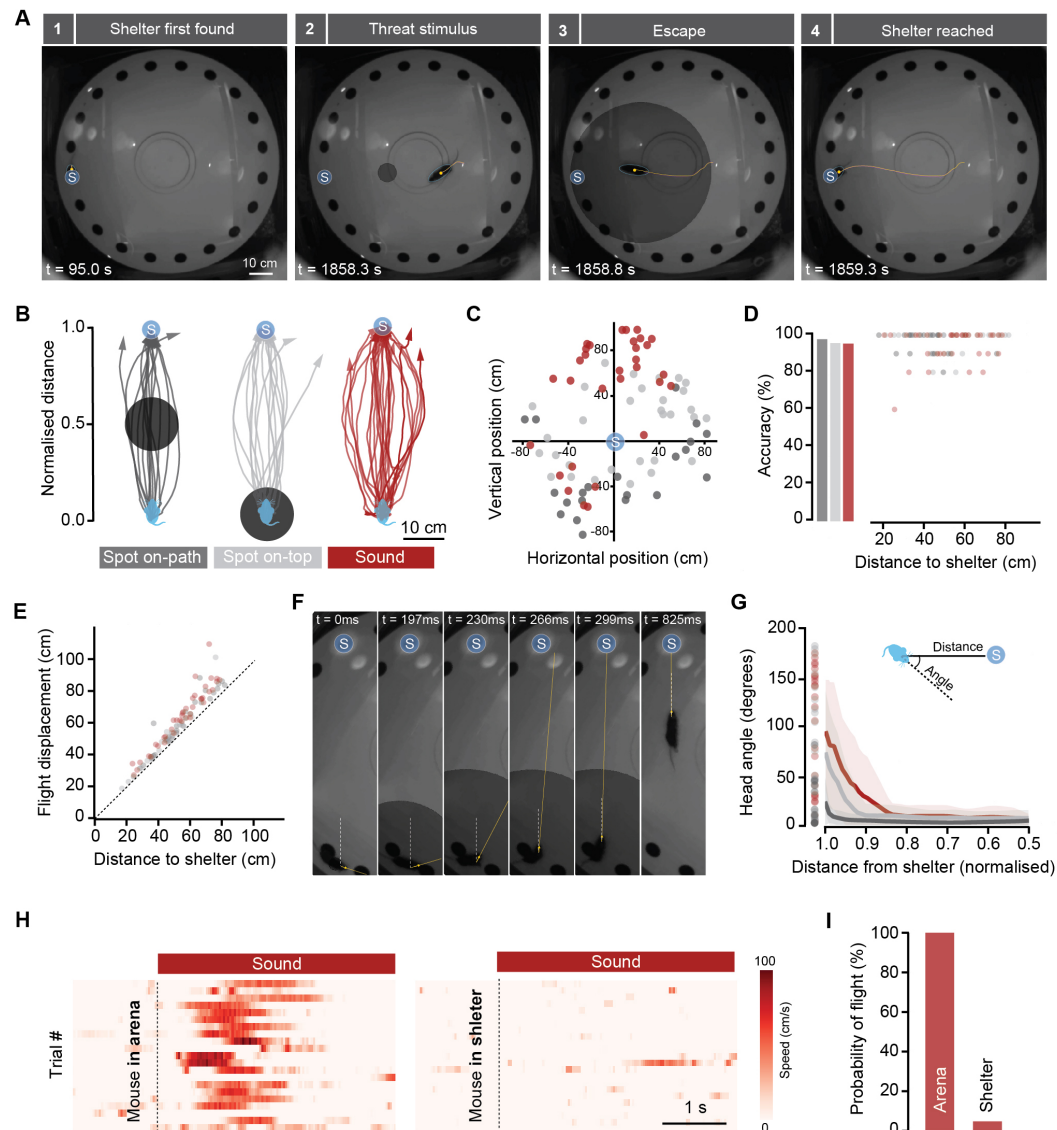 A
1 Shelter first found
2 Threat stimulus
3 Escape
4 Shelter reached
S
S
S
S
t = 95.0 s
10 cm
t = 1858.3 s
t = 1858.8 s
t = 1859.3 s
B
Normalised distance
1.0
0.5
0.0
S
S
S
10 cm
Spot on-path
Spot on-top
Sound
C
Vertical position (cm)
80
40
-80
-40
S
40
80
-40
-80
Horizontal position (cm)
D
Accuracy (%)
100
80
60
40
20
0
20
40
60
80
Distance to shelter (cm)
E
Flight displacement (cm)
100
80
60
40
20
0
0
20
40
60
80
100
Distance to shelter (cm)
F
t = 0ms
t = 197ms
t = 230ms
t = 266ms
t = 299ms
t = 825ms
S
S
S
S
S
S
G
Head angle (degrees)
200
150
100
50
0
Distance
S
Angle
1.0
0.9
0.8
0.7
0.6
0.5
Distance from shelter (normalised)
H
Trial #
Sound
Mouse in arena
Sound
Mouse in shleter
1 s
100
Speed (cm/s)
0
I
Probability of flight (%)
100
80
60
40
20
0
Arena
Shelter